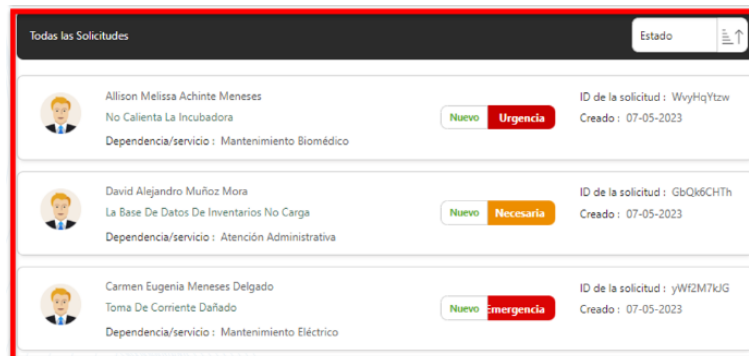 Todas las Solicitudes
Estado
Allison Melissa Achinte Meneses
No Calienta La Incubadora
Dependencia/servicio : Mantenimiento Biomédico
Nuevo Urgencia
ID de la solicitud : WvyHqYtzw
Creado : 07-05-2023
David Alejandro Muñoz Mora
La Base De Datos De Inventarios No Carga
Dependencia/servicio : Atención Administrativa
Nuevo Necesaria
ID de la solicitud : GbQk6CHTh
Creado : 07-05-2023
Carmen Eugenia Meneses Delgado
Toma De Corriente Dañado
Dependencia/servicio : Mantenimiento Eléctrico
Nuevo Emergencia
ID de la solicitud : yWf2M7kJG
Creado : 07-05-2023